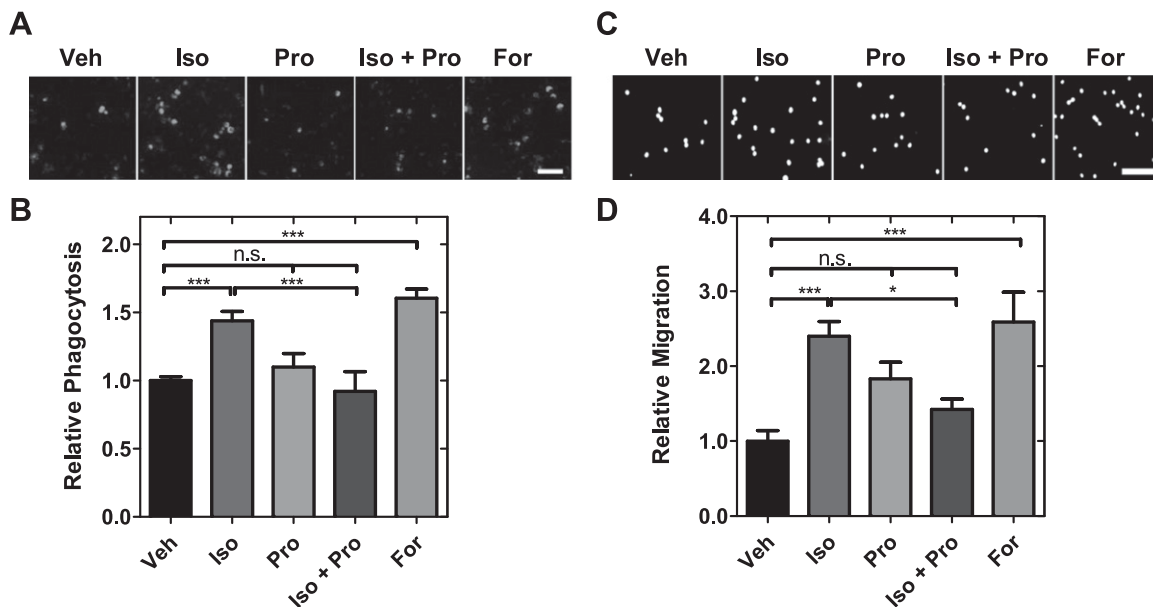 A
Veh Iso Pro Iso + Pro For
B
Relative Phagocytosis
2.0
1.5
1.0
0.5
0.0
***
n.s.
*** ***
Veh Iso Pro Iso + Pro For
C
Veh Iso Pro Iso + Pro For
D
Relative Migration
4.0
3.0
2.0
1.0
0.0
***
n.s.
*** *
Veh Iso Pro Iso + Pro For